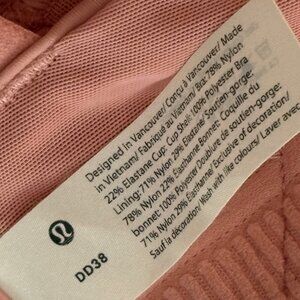 Designed in Vancouver/Conçu à Vancouver/ Made
in Vietnam/ Fabriqué au Vietnam/ Bra: 78% Nylon
22% Elastane Cup: Cup Shell: 100% Polyester Bra
Lining: 71% Nylon 29% Elastane Soutien-gorge:
78% Nylon 22% Élasthanne Bonnet: Coquille du
bonnet: 100% Polyester Doublure de soutien-gorge:
71% Nylon 29% Élasthanne/ Exclusive of decoration/
Sauf la décoration/ Wash with like colours/ Laver avec
DD38